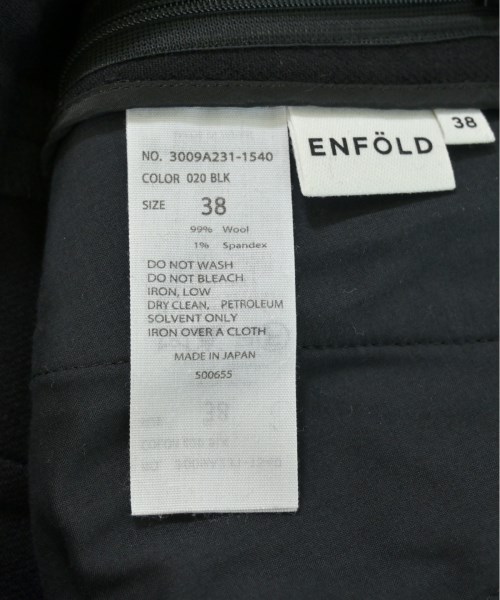 NO. 3009A231-1540
COLOR 020 BLK
SIZE 38
99% Wool
1% Spandex
DO NOT WASH
DO NOT BLEACH
IRON, LOW
DRY CLEAN, PETROLEUM
SOLVENT ONLY
IRON OVER A CLOTH
MADE IN JAPAN
500655
ENFÖLD
38